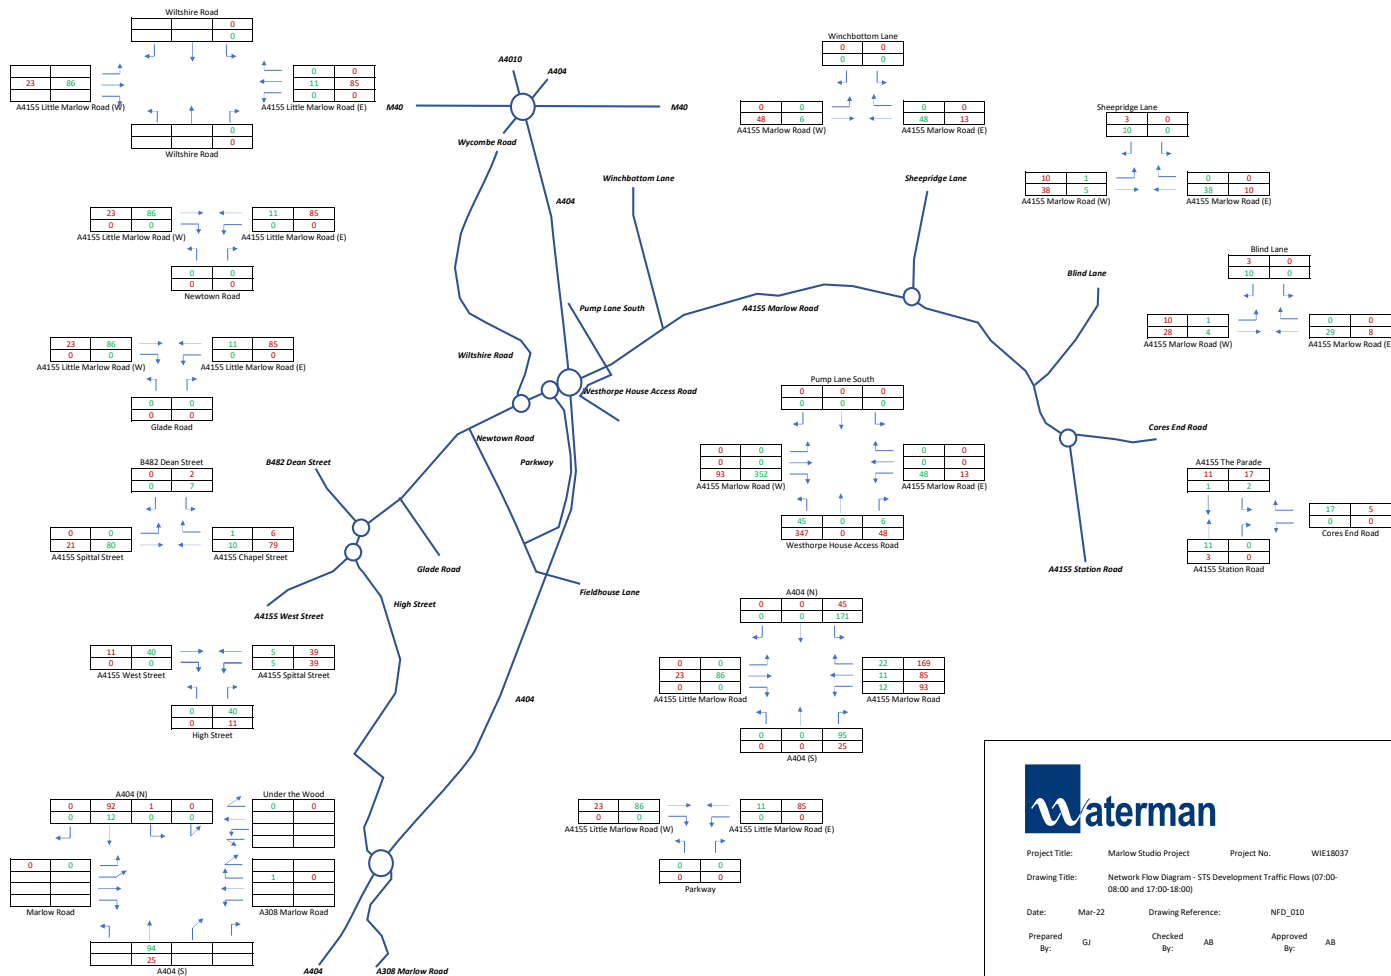 Wiltshire Road
0
0
23 86
A4155 Little Marlow Road (W)
0 0
11 85
0 0
A4155 Little Marlow Road (E)
0
0
Wiltshire Road
23 86
0 0
A4155 Little Marlow Road (W)
11 85
0 0
A4155 Little Marlow Road (E)
0 0
0 0
Newtown Road
23 86
0 0
A4155 Little Marlow Road (W)
11 85
0 0
A4155 Little Marlow Road (E)
0 0
0 0
Glade Road
B482 Dean Street
0 2
0 7
0 0
21 80
A4155 Spittal Street
1 6
10 79
A4155 Chapel Street
11 40
0 0
A4155 West Street
5 39
5 39
A4155 Spittal Street
0 40
0 11
High Street
A404 (N)
0 92 1 0
0 12 0 0
Under the Wood
0 0
0 0
Marlow Road
1 0
A308 Marlow Road
94
25
A404 (S)
A4010
A404
M40
M40
Wycombe Road
Winchbottom Lane
A404
Sheepridge Lane
Pump Lane South
A4155 Marlow Road
Blind Lane
Wiltshire Road
Westhorpe House Access Road
Newtown Road
Parkway
B482 Dean Street
Cores End Road
Glade Road
Fieldhouse Lane
High Street
A4155 West Street
A4155 Station Road
A404
A404
A308 Marlow Road
Winchbottom Lane
0 0
0 0
0 0
48 6
A4155 Marlow Road (W)
0 0
48 13
A4155 Marlow Road (E)
Sheepridge Lane
3 0
10 0
10 1
38 5
A4155 Marlow Road (W)
0 0
38 10
A4155 Marlow Road (E)
Blind Lane
3 0
10 0
10 1
28 4
A4155 Marlow Road (W)
0 0
29 8
A4155 Marlow Road (E
Pump Lane South
0 0 0
0 0 0
0 0
0 0
93 352
A4155 Marlow Road (W)
0 0
0 0
48 13
A4155 Marlow Road (E)
45 0 6
347 0 48
Westhorpe House Access Road
A4155 The Parade
11 17
1 2
17 5
0 0
Cores End Road
11 0
3 0
A4155 Station Road
A404 (N)
0 0 45
0 0 171
0 0
23 86
0 0
A4155 Little Marlow Road
22 169
11 85
12 93
A4155 Marlow Road
0 0 95
0 0 25
A404 (S)
23 86
0 0
A4155 Little Marlow Road (W)
11 85
0 0
A4155 Little Marlow Road (E)
0 0
0 0
Parkway
Waterman
Project Title: Marlow Studio Project Project No. WIE18037
Drawing Title: Network Flow Diagram - STS Development Traffic Flows (07:00-
08:00 and 17:00-18:00)
Date: Mar-22 Drawing Reference: NFD_010
Prepared By: GJ Checked By: AB Approved By: AB